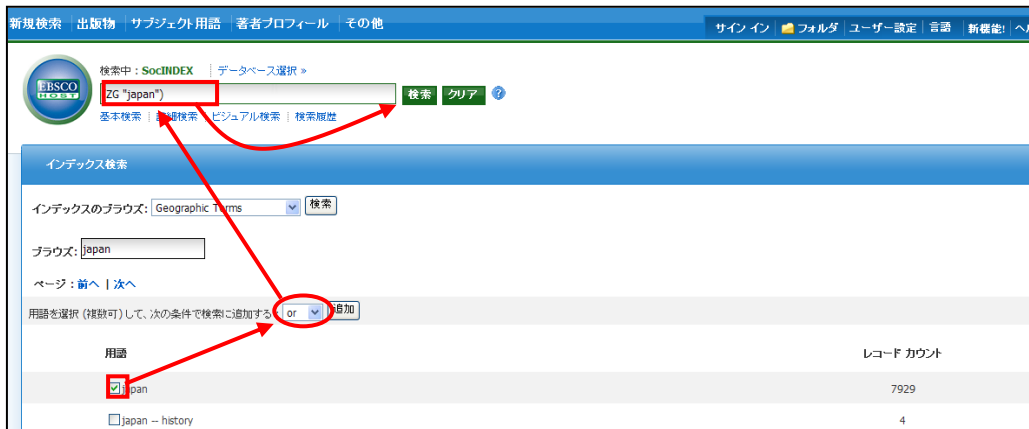 新規検索 出版物 サブジェクト用語 著者プロフィール その他
サイン イン フォルダ ユーザー設定 言語 新機能!
検索中 : SocINDEX データベース選択 »
EBSCO HOST
ZG "japan") 検索 クリア ?
基本検索 詳細検索 ビジュアル検索 検索履歴
インデックス検索
インデックスのブラウズ: Geographic Terms 検索
ブラウズ: japan
ページ : 前へ | 次へ
用語を選択 (複数可) して、次の条件で検索に追加する: or 追加
用語 レコード カウント
japan 7929
japan -- history 4